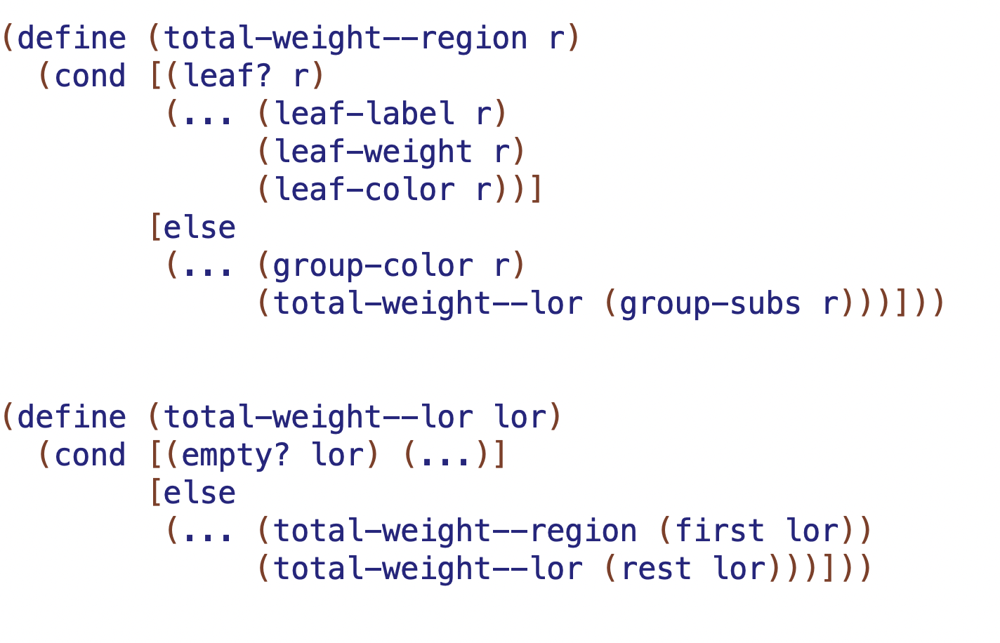 (define (total-weight--region r)
  (cond [(leaf? r)
         (... (leaf-label r)
              (leaf-weight r)
              (leaf-color r))]
        [else
         (... (group-color r)
              (total-weight--lor (group-subs r)))]))

(define (total-weight--lor lor)
  (cond [(empty? lor) (...)]
        [else
         (... (total-weight--region (first lor))
              (total-weight--lor (rest lor)))]))